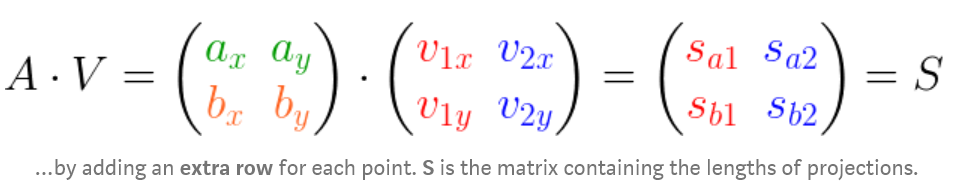 A · V = (a_x a_y b_x b_y) · (v_1x v_2x v_1y v_2y) = (s_a1 s_a2 s_b1 s_b2) = S
...by adding an extra row for each point. S is the matrix containing the lengths of projections.